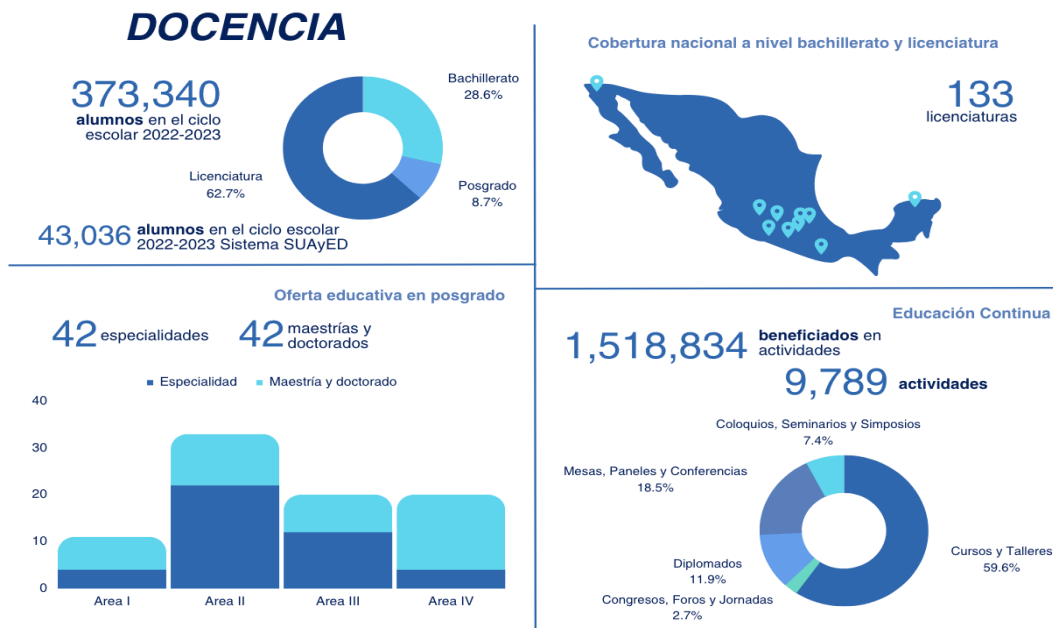 DOCENCIA
373,340
alumnos en el ciclo
escolar 2022-2023
Bachillerato
28.6%
Licenciatura
62.7%
Posgrado
8.7%
43,036 alumnos en el ciclo escolar
2022-2023 Sistema SUAyED
Cobertura nacional a nivel bachillerato y licenciatura
133
licenciaturas
Oferta educativa en posgrado
42 especialidades
42 maestrías y
doctorados
Especialidad
Maestría y doctorado
40
30
20
10
0
Area I
Area II
Area III
Area IV
Educación Continua
1,518,834 beneficiados en
actividades
9,789 actividades
Coloquios, Seminarios y Simposios
7.4%
Mesas, Paneles y Conferencias
18.5%
Diplomados
11.9%
Congresos, Foros y Jornadas
2.7%
Cursos y Talleres
59.6%